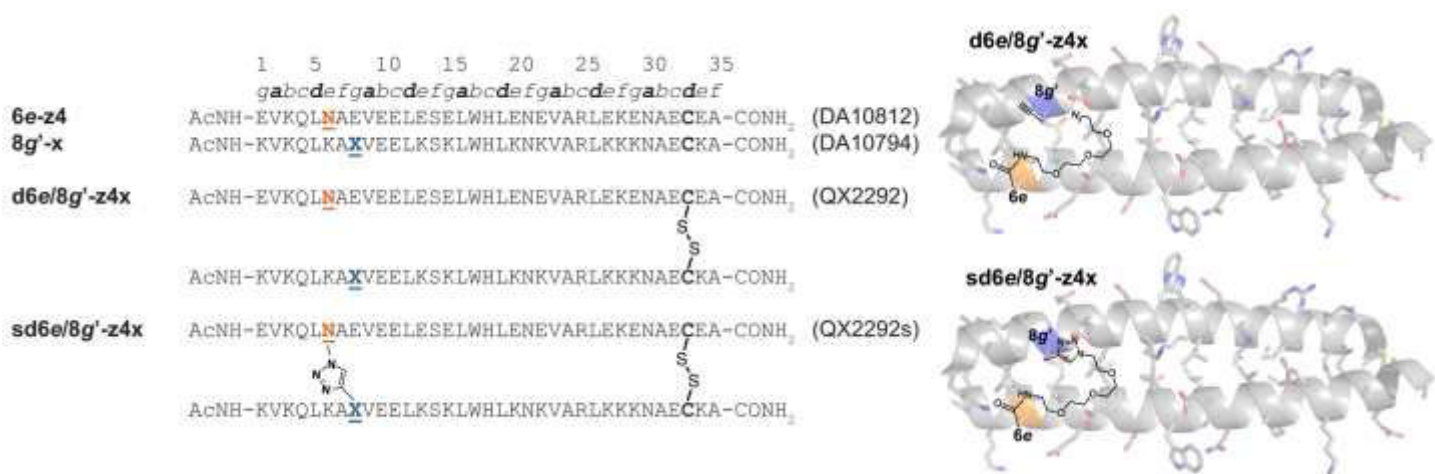 1 5 10 15 20 25 30 35
gabcdefgabcdefgabcdefgabcdefgabcdef
6e-z4 AcNH-EVKQLNAEVEELESELWHLENEVARLEKENAECEA-CONH2 (DA10812)
8g'-x AcNH-KVKQLKAXVEELKSKLWHLKNKVARLKKKNAECKA-CONH2 (DA10794)
d6e/8g'-z4x AcNH-EVKQLNAEVEELESELWHLENEVARLEKENAECEA-CONH2 (QX2292)
S
S
AcNH-KVKQLKAXVEELKSKLWHLKNKVARLKKKNAECKA-CONH2
sd6e/8g'-z4x AcNH-EVKQLNAEVEELESELWHLENEVARLEKENAECEA-CONH2 (QX2292s)
N S
N
N S
AcNH-KVKQLKAXVEELKSKLWHLKNKVARLKKKNAECKA-CONH2
d6e/8g'-z4x
8g'
N
O
HN O
O O
6e
sd6e/8g'-z4x
8g' N N
N
O
HN O
O O
6e